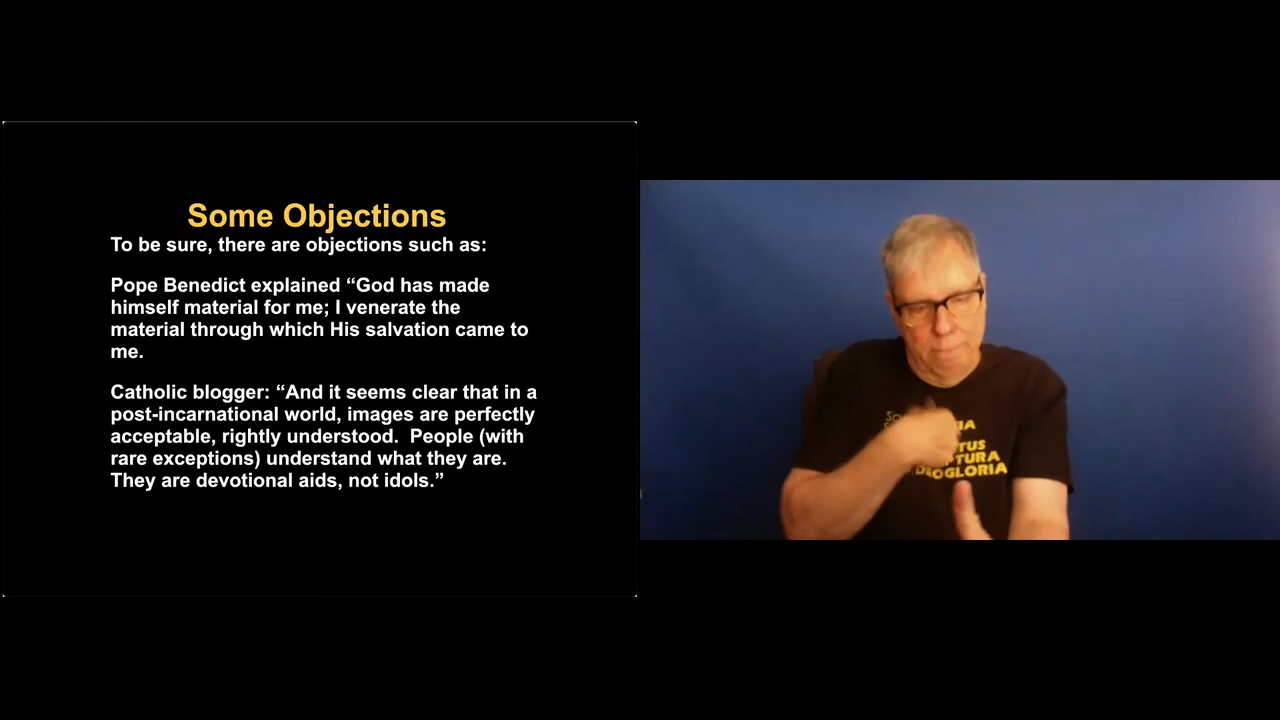 Some Objections
To be sure, there are objections such as:
Pope Benedict explained “God has made
himself material for me; I venerate the
material through which His salvation came to
me.
Catholic blogger: “And it seems clear that in a
post-incarnational world, images are perfectly
acceptable, rightly understood.  People (with
rare exceptions) understand what they are.
They are devotional aids, not idols.”
GLORIA